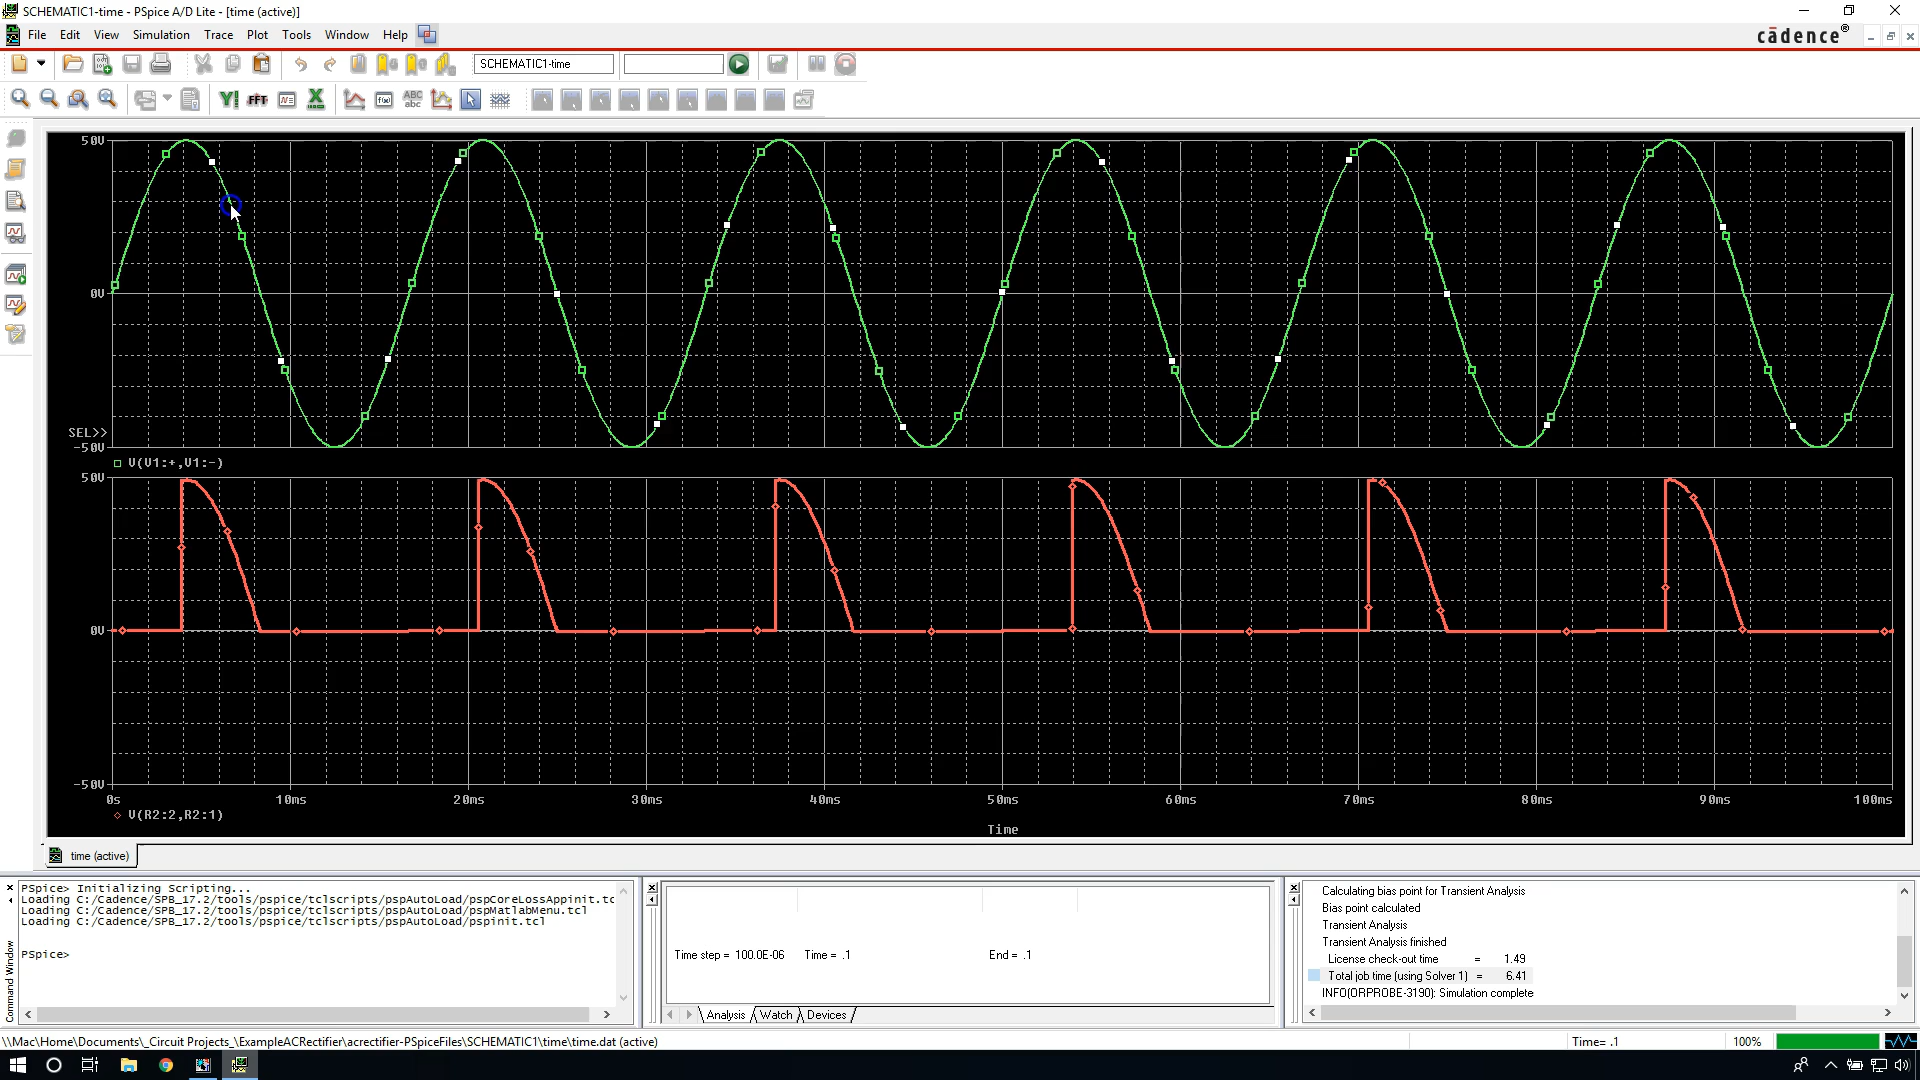 SCHEMATIC1-time - PSpice A/D Lite - [time (active)]
File Edit View Simulation Trace Plot Tools Window Help
cādence®
SCHEMATIC1-time
FFT
ABC
abc
50V
0V
SEL>>
-50V
V(V1:+,V1:-)
50V
0V
-50V
0s 10ms 20ms 30ms 40ms 50ms 60ms 70ms 80ms 90ms 100ms
V(R2:2,R2:1)
Time
time (active)
Command Window
PSpice> Initializing Scripting...
Loading C:/Cadence/SPB_17.2/tools/pspice/tclscripts/pspAutoLoad/pspCoreLossAppinit.tc
Loading C:/Cadence/SPB_17.2/tools/pspice/tclscripts/pspAutoLoad/pspMatlabMenu.tcl
Loading C:/Cadence/SPB_17.2/tools/pspice/tclscripts/pspAutoLoad/pspinit.tcl
PSpice>
Time step = 100.0E-06 Time = .1 End = .1
Analysis Watch Devices
Calculating bias point for Transient Analysis
Bias point calculated
Transient Analysis
Transient Analysis finished
License check-out time = 1.49
Total job time (using Solver 1) = 6.41
INFO(ORPROBE-3190): Simulation complete
\\Mac\Home\Documents\_Circuit Projects_\ExampleACRectifier\acrectifier-PSpiceFiles\SCHEMATIC1\time\time.dat (active)
Time= .1 100%